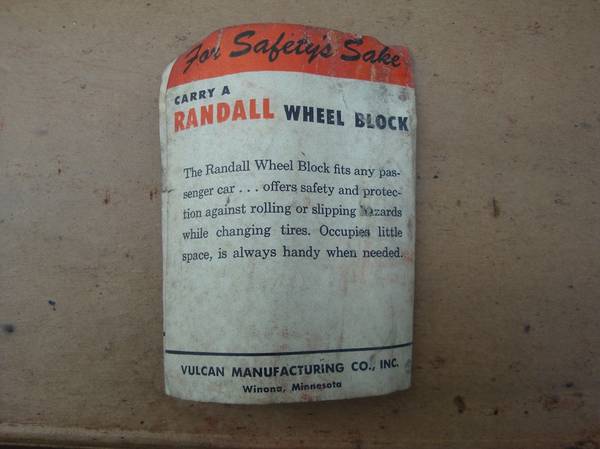 For Safetys Sake
CARRY A
RANDALL WHEEL BLOCK
The Randall Wheel Block fits any pas-
senger car . . . offers safety and protec-
tion against rolling or slipping hazards
while changing tires. Occupies little
space, is always handy when needed.
VULCAN MANUFACTURING CO., INC.
Winona, Minnesota